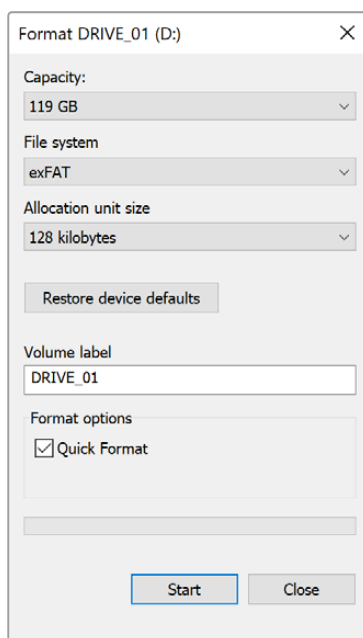 Format DRIVE_01 (D:)
Capacity:
119 GB
File system
exFAT
Allocation unit size
128 kilobytes
Restore device defaults
Volume label
DRIVE_01
Format options
Quick Format
Start
Close